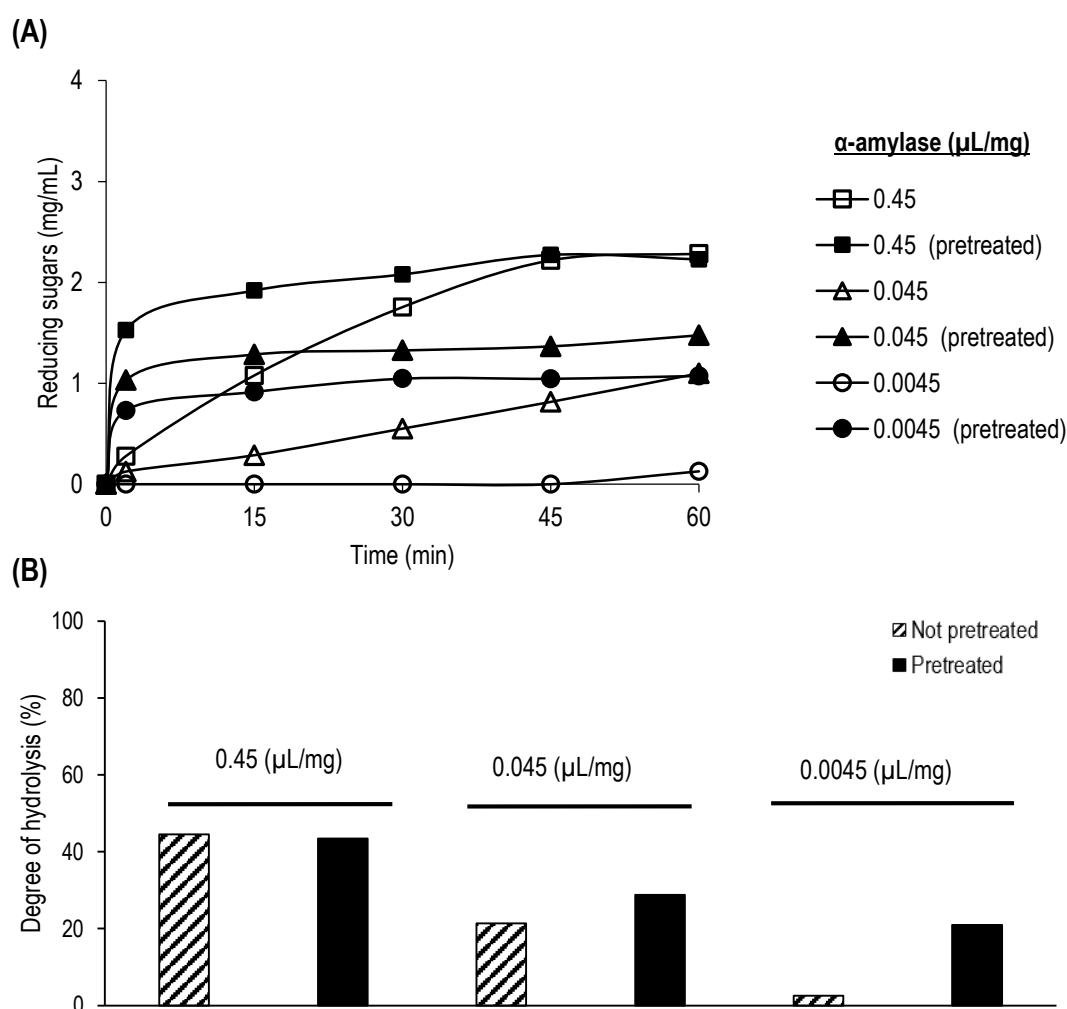 (A)
4
3
2
1
0
Reducing sugars (mg/mL)
0 15 30 45 60
Time (min)
α-amylase (µL/mg)
0.45
0.45 (pretreated)
0.045
0.045 (pretreated)
0.0045
0.0045 (pretreated)
(B)
100
80
60
40
20
0
Degree of hydrolysis (%)
Not pretreated
Pretreated
0.45 (µL/mg) 0.045 (µL/mg) 0.0045 (µL/mg)